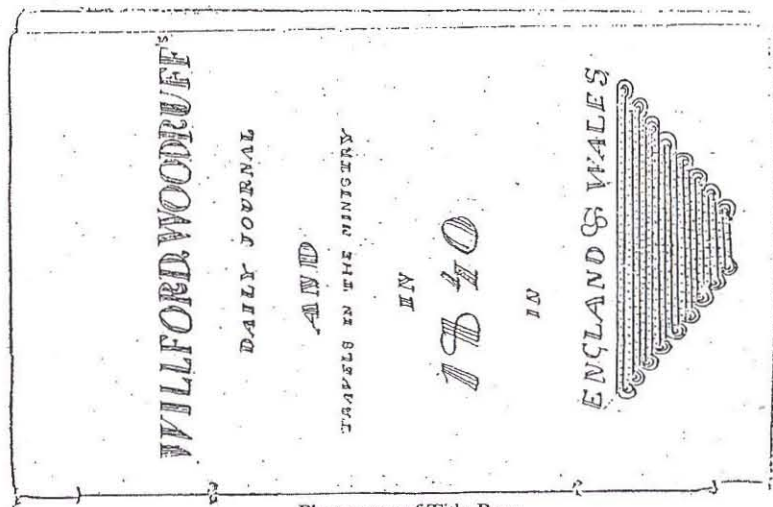 WILLFORD WOODRUFF's
DAILY JOURNAL
AND
TRAVELS IN THE MINISTRY
IN
1840
IN
ENGLAND & WALES